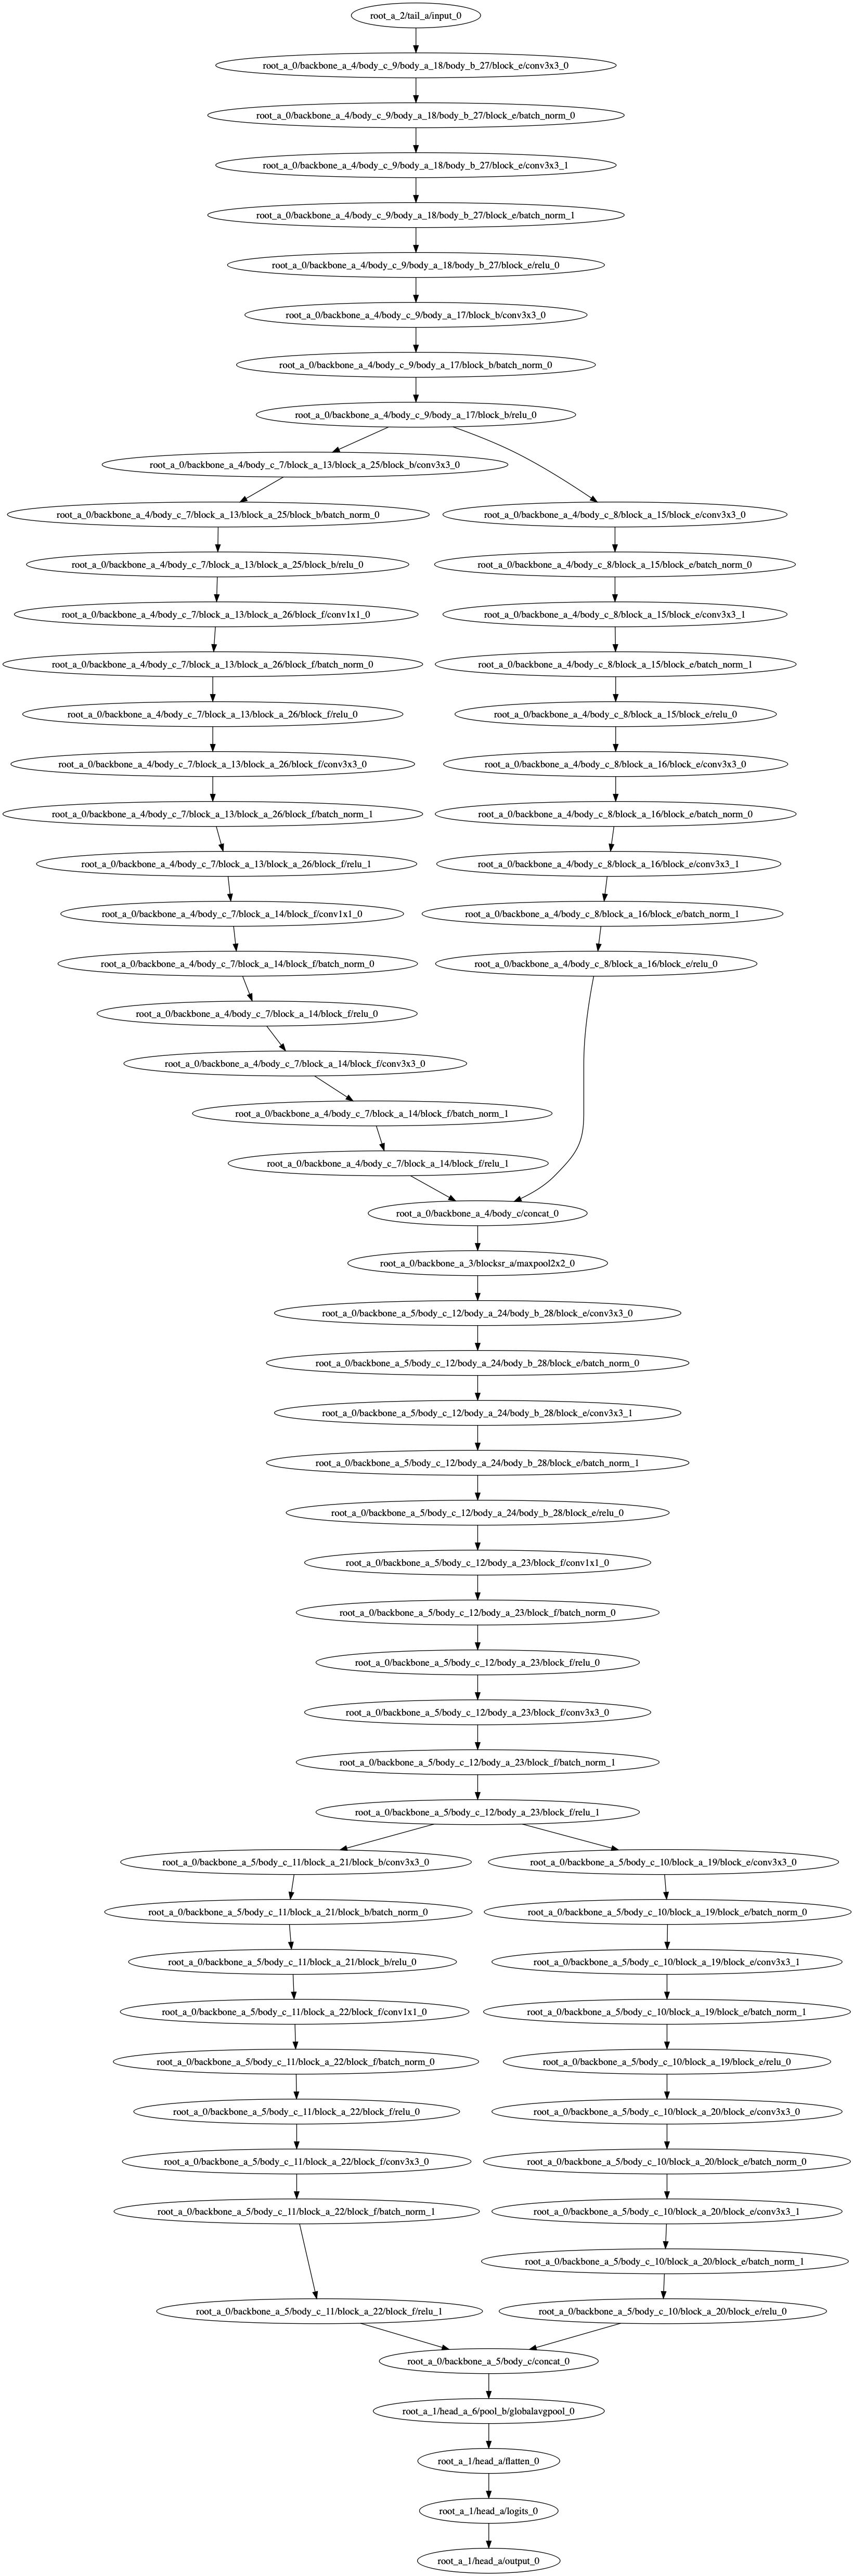 root_a_2/tail_a/input_0
root_a_0/backbone_a_4/body_c_9/body_a_18/body_b_27/block_e/conv3x3_0
root_a_0/backbone_a_4/body_c_9/body_a_18/body_b_27/block_e/batch_norm_0
root_a_0/backbone_a_4/body_c_9/body_a_18/body_b_27/block_e/conv3x3_1
root_a_0/backbone_a_4/body_c_9/body_a_18/body_b_27/block_e/batch_norm_1
root_a_0/backbone_a_4/body_c_9/body_a_18/body_b_27/block_e/relu_0
root_a_0/backbone_a_4/body_c_9/body_a_17/block_b/conv3x3_0
root_a_0/backbone_a_4/body_c_9/body_a_17/block_b/batch_norm_0
root_a_0/backbone_a_4/body_c_9/body_a_17/block_b/relu_0
root_a_0/backbone_a_4/body_c_7/block_a_13/block_a_25/block_b/conv3x3_0
root_a_0/backbone_a_4/body_c_7/block_a_13/block_a_25/block_b/batch_norm_0
root_a_0/backbone_a_4/body_c_8/block_a_15/block_e/conv3x3_0
root_a_0/backbone_a_4/body_c_7/block_a_13/block_a_25/block_b/relu_0
root_a_0/backbone_a_4/body_c_8/block_a_15/block_e/batch_norm_0
root_a_0/backbone_a_4/body_c_7/block_a_13/block_a_26/block_f/conv1x1_0
root_a_0/backbone_a_4/body_c_8/block_a_15/block_e/conv3x3_1
root_a_0/backbone_a_4/body_c_7/block_a_13/block_a_26/block_f/batch_norm_0
root_a_0/backbone_a_4/body_c_8/block_a_15/block_e/batch_norm_1
root_a_0/backbone_a_4/body_c_7/block_a_13/block_a_26/block_f/relu_0
root_a_0/backbone_a_4/body_c_8/block_a_15/block_e/relu_0
root_a_0/backbone_a_4/body_c_7/block_a_13/block_a_26/block_f/conv3x3_0
root_a_0/backbone_a_4/body_c_8/block_a_16/block_e/conv3x3_0
root_a_0/backbone_a_4/body_c_7/block_a_13/block_a_26/block_f/batch_norm_1
root_a_0/backbone_a_4/body_c_8/block_a_16/block_e/batch_norm_0
root_a_0/backbone_a_4/body_c_7/block_a_13/block_a_26/block_f/relu_1
root_a_0/backbone_a_4/body_c_8/block_a_16/block_e/conv3x3_1
root_a_0/backbone_a_4/body_c_7/block_a_14/block_f/conv1x1_0
root_a_0/backbone_a_4/body_c_8/block_a_16/block_e/batch_norm_1
root_a_0/backbone_a_4/body_c_7/block_a_14/block_f/batch_norm_0
root_a_0/backbone_a_4/body_c_8/block_a_16/block_e/relu_0
root_a_0/backbone_a_4/body_c_7/block_a_14/block_f/relu_0
root_a_0/backbone_a_4/body_c_7/block_a_14/block_f/conv3x3_0
root_a_0/backbone_a_4/body_c_7/block_a_14/block_f/batch_norm_1
root_a_0/backbone_a_4/body_c_7/block_a_14/block_f/relu_1
root_a_0/backbone_a_4/body_c/concat_0
root_a_0/backbone_a_3/blocksr_a/maxpool2x2_0
root_a_0/backbone_a_5/body_c_12/body_a_24/body_b_28/block_e/conv3x3_0
root_a_0/backbone_a_5/body_c_12/body_a_24/body_b_28/block_e/batch_norm_0
root_a_0/backbone_a_5/body_c_12/body_a_24/body_b_28/block_e/conv3x3_1
root_a_0/backbone_a_5/body_c_12/body_a_24/body_b_28/block_e/batch_norm_1
root_a_0/backbone_a_5/body_c_12/body_a_24/body_b_28/block_e/relu_0
root_a_0/backbone_a_5/body_c_12/body_a_23/block_f/conv1x1_0
root_a_0/backbone_a_5/body_c_12/body_a_23/block_f/batch_norm_0
root_a_0/backbone_a_5/body_c_12/body_a_23/block_f/relu_0
root_a_0/backbone_a_5/body_c_12/body_a_23/block_f/conv3x3_0
root_a_0/backbone_a_5/body_c_12/body_a_23/block_f/batch_norm_1
root_a_0/backbone_a_5/body_c_12/body_a_23/block_f/relu_1
root_a_0/backbone_a_5/body_c_11/block_a_21/block_b/conv3x3_0
root_a_0/backbone_a_5/body_c_10/block_a_19/block_e/conv3x3_0
root_a_0/backbone_a_5/body_c_11/block_a_21/block_b/batch_norm_0
root_a_0/backbone_a_5/body_c_10/block_a_19/block_e/batch_norm_0
root_a_0/backbone_a_5/body_c_11/block_a_21/block_b/relu_0
root_a_0/backbone_a_5/body_c_10/block_a_19/block_e/conv3x3_1
root_a_0/backbone_a_5/body_c_11/block_a_22/block_f/conv1x1_0
root_a_0/backbone_a_5/body_c_10/block_a_19/block_e/batch_norm_1
root_a_0/backbone_a_5/body_c_11/block_a_22/block_f/batch_norm_0
root_a_0/backbone_a_5/body_c_10/block_a_19/block_e/relu_0
root_a_0/backbone_a_5/body_c_11/block_a_22/block_f/relu_0
root_a_0/backbone_a_5/body_c_10/block_a_20/block_e/conv3x3_0
root_a_0/backbone_a_5/body_c_11/block_a_22/block_f/conv3x3_0
root_a_0/backbone_a_5/body_c_10/block_a_20/block_e/batch_norm_0
root_a_0/backbone_a_5/body_c_11/block_a_22/block_f/batch_norm_1
root_a_0/backbone_a_5/body_c_10/block_a_20/block_e/conv3x3_1
root_a_0/backbone_a_5/body_c_10/block_a_20/block_e/batch_norm_1
root_a_0/backbone_a_5/body_c_11/block_a_22/block_f/relu_1
root_a_0/backbone_a_5/body_c_10/block_a_20/block_e/relu_0
root_a_0/backbone_a_5/body_c/concat_0
root_a_1/head_a_6/pool_b/globalavgpool_0
root_a_1/head_a/flatten_0
root_a_1/head_a/logits_0
root_a_1/head_a/output_0